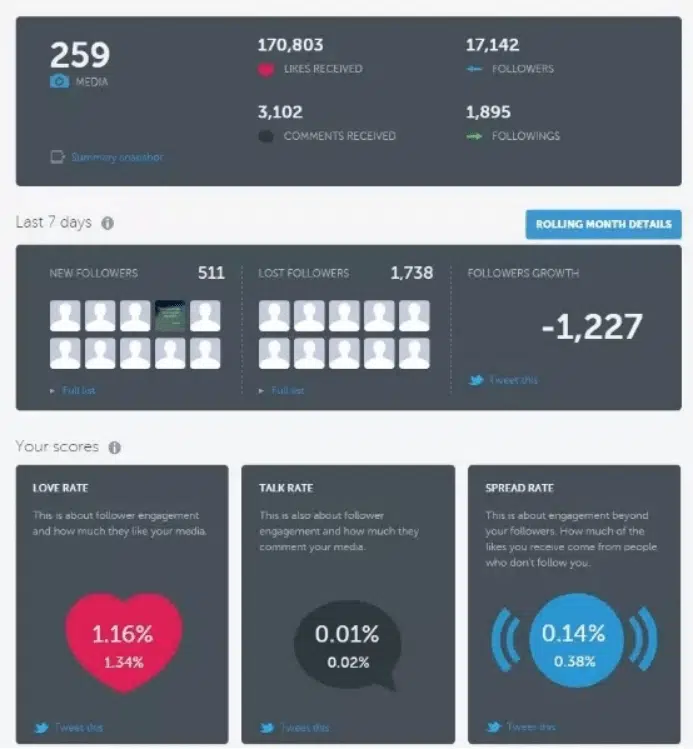 259
MEDIA
Summary snapshot
170,803
LIKES RECEIVED
3,102
COMMENTS RECEIVED
17,142
FOLLOWERS
1,895
FOLLOWINGS
Last 7 days
ROLLING MONTH DETAILS
NEW FOLLOWERS 511
Full list
LOST FOLLOWERS 1,738
Full list
FOLLOWERS GROWTH
-1,227
Tweet this
Your scores
LOVE RATE
This is about follower engagement
and how much they like your media.
1.16%
1.34%
Tweet this
TALK RATE
This is also about follower
engagement and how much they
comment your media.
0.01%
0.02%
Tweet this
SPREAD RATE
This is about engagement beyond
your followers. How much of the
likes you receive come from people
who don't follow you.
0.14%
0.38%
Tweet this